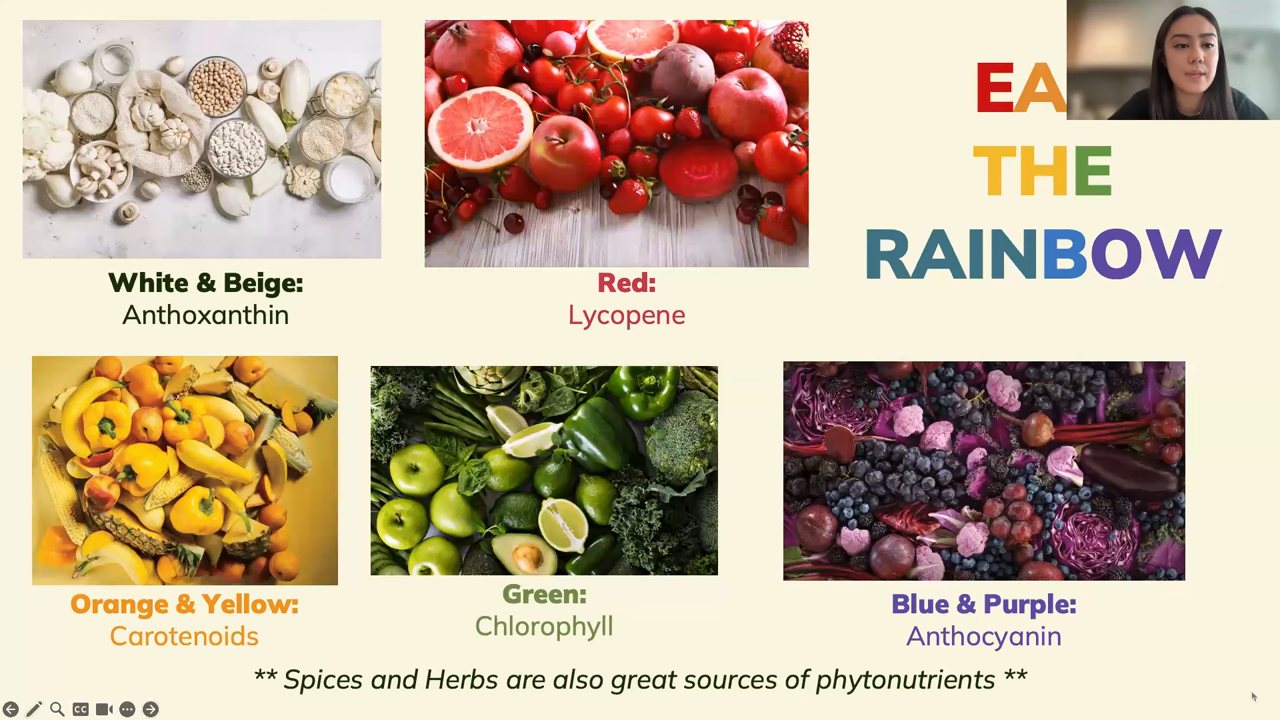 EA
THE
RAINBOW
White & Beige:
Anthoxanthin
Red:
Lycopene
Orange & Yellow:
Carotenoids
Green:
Chlorophyll
Blue & Purple:
Anthocyanin
** Spices and Herbs are also great sources of phytonutrients **
CC